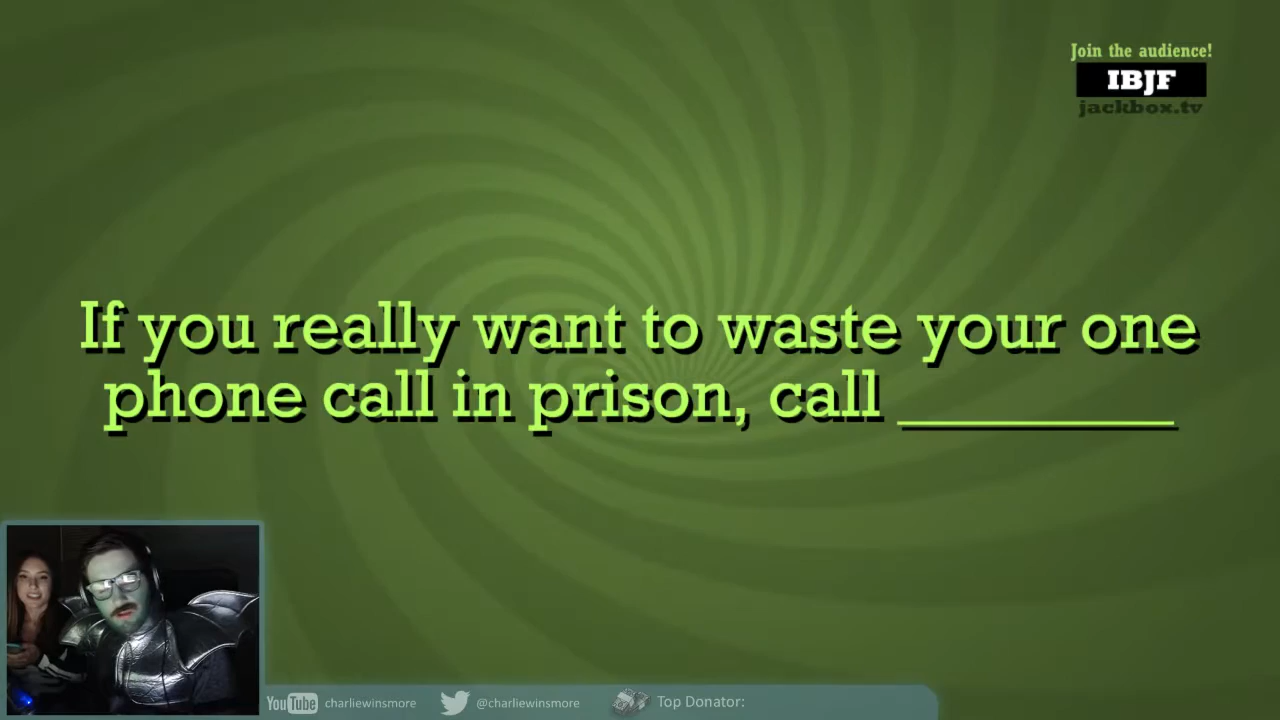 Join the audience!
IBJF
jackbox.tv
If you really want to waste your one
phone call in prison, call __________
YouTube charliewinsmore @charliewinsmore Top Donator: